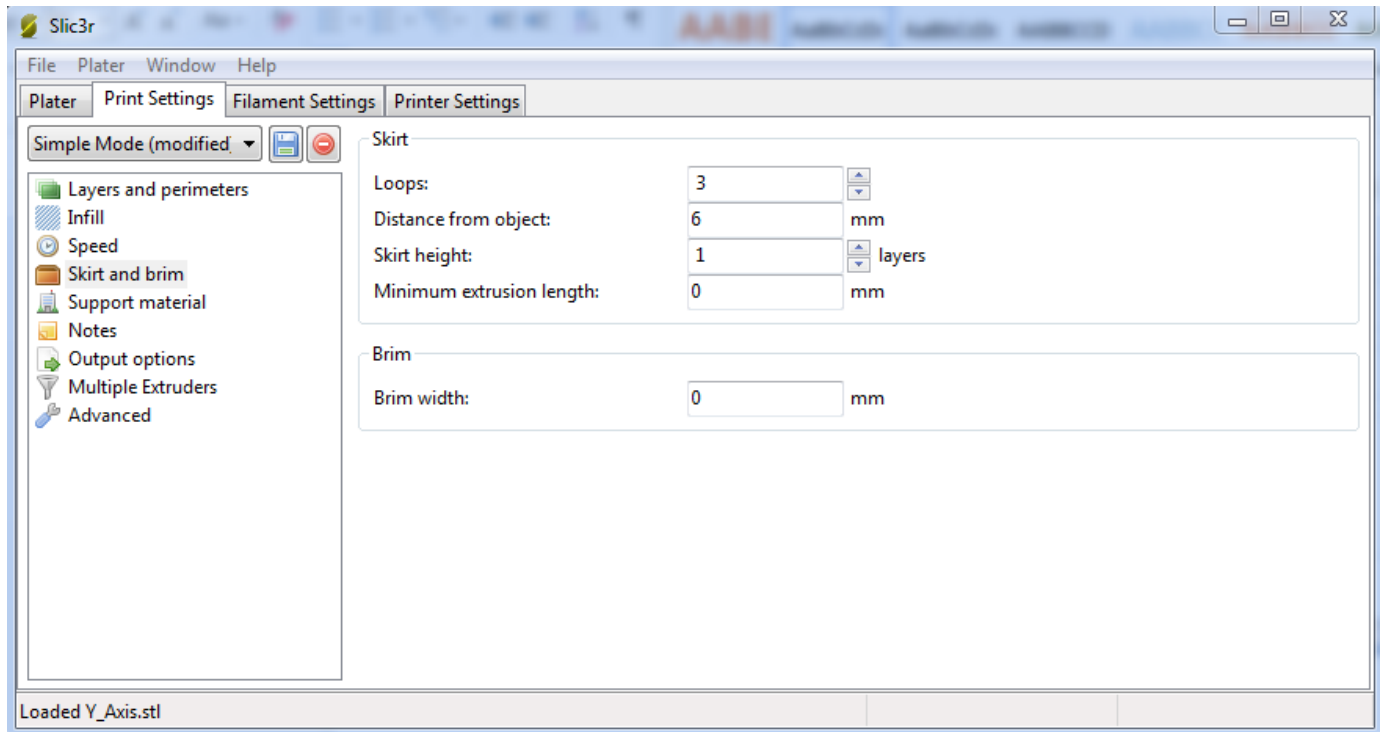 Slic3r
File Plater Window Help
Plater Print Settings Filament Settings Printer Settings
Simple Mode (modified
Layers and perimeters
Infill
Speed
Skirt and brim
Support material
Notes
Output options
Multiple Extruders
Advanced
Skirt
Loops: 3
Distance from object: 6 mm
Skirt height: 1 layers
Minimum extrusion length: 0 mm
Brim
Brim width: 0 mm
Loaded Y_Axis.stl